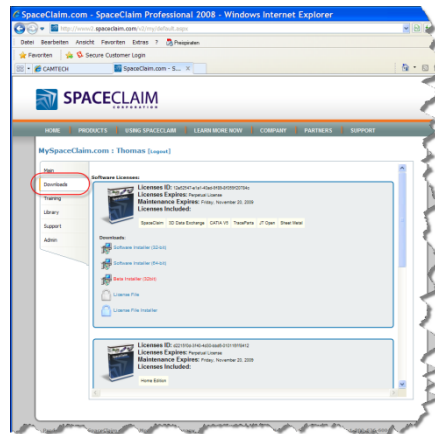 SpaceClaim.com - SpaceClaim Professional 2008 - Windows Internet Explorer
Datei Bearbeiten Ansicht Favoriten Extras ?
Favoriten Secure Customer Login
CAMTECH SpaceClaim.com - S...
SPACECLAIM
CORPORATION
HOME PRODUCTS USING SPACECLAIM LEARN MORE NOW COMPANY PARTNERS SUPPORT
MySpaceClaim.com : Thomas [Logout]
Main
Downloads
Training
Library
Support
Admin
Software Licenses:
Licenses ID:
Licenses Expires: Perpetual License
Maintenance Expires: Friday, November 20, 2009
Licenses Included:
SpaceClaim 3D Data Exchange CATIA V5 TraceParts JT Open Sheet Metal
Downloads:
Software Installer (32-bit)
Software Installer (64-bit)
Beta Installer (32bit)
License File
License File Installer
Licenses ID:
Licenses Expires: Perpetual License
Maintenance Expires: Friday, November 20, 2009
Licenses Included:
Home Edition